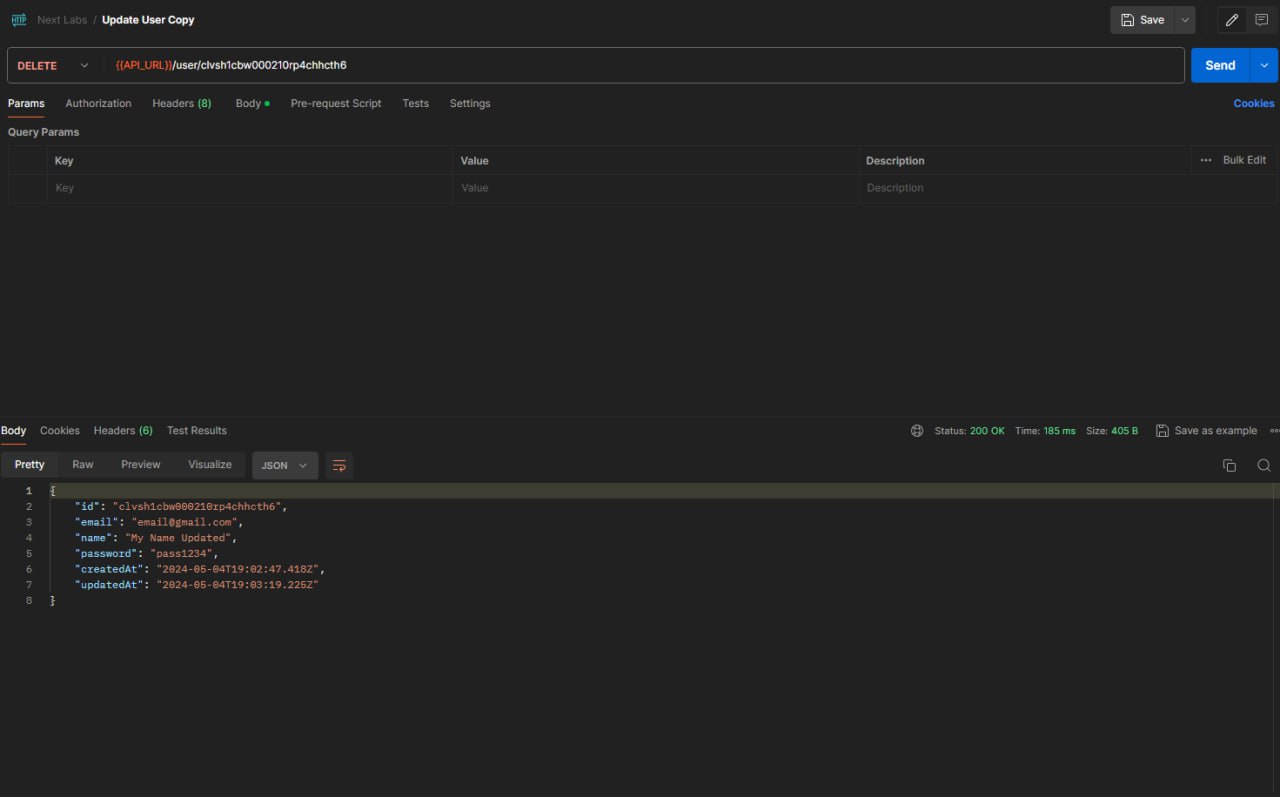 HTTP Next Labs / Update User Copy Save
DELETE {{API_URL}}/user/clvsh1cbw000210rp4chhcth6 Send
Params Authorization Headers (8) Body Pre-request Script Tests Settings Cookies
Query Params
Key Value Description ••• Bulk Edit
Key Value Description
Body Cookies Headers (6) Test Results Status: 200 OK Time: 185 ms Size: 405 B Save as example
Pretty Raw Preview Visualize JSON
1 {
2 "id": "clvsh1cbw000210rp4chhcth6",
3 "email": "email@gmail.com",
4 "name": "My Name Updated",
5 "password": "pass1234",
6 "createdAt": "2024-05-04T19:02:47.418Z",
7 "updatedAt": "2024-05-04T19:03:19.225Z"
8 }